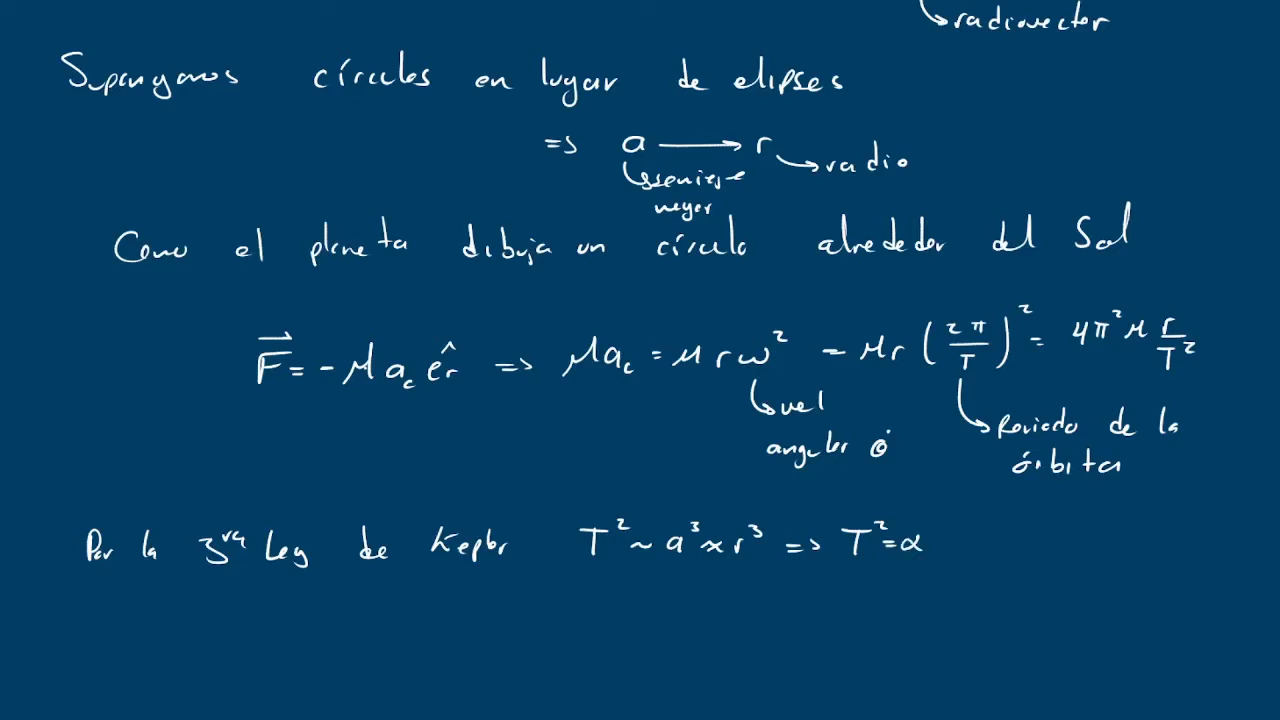 ↳ radiovector
Supongamos círculos en lugar de elipses
=> a ⟶ r ↳ radio
↳ semieje
mayor
Como el planeta dibuja un círculo alrededor del Sol
F⃗ = - M a_c ê_r => M a_c = M r ω² = M r (2π/T)² = 4π² M r/T²
↳ vel
angular θ̇
↳ Periodo de la
órbita
Por la 3ra Ley de Kepler T² ~ a³ ~ r³ => T² = α